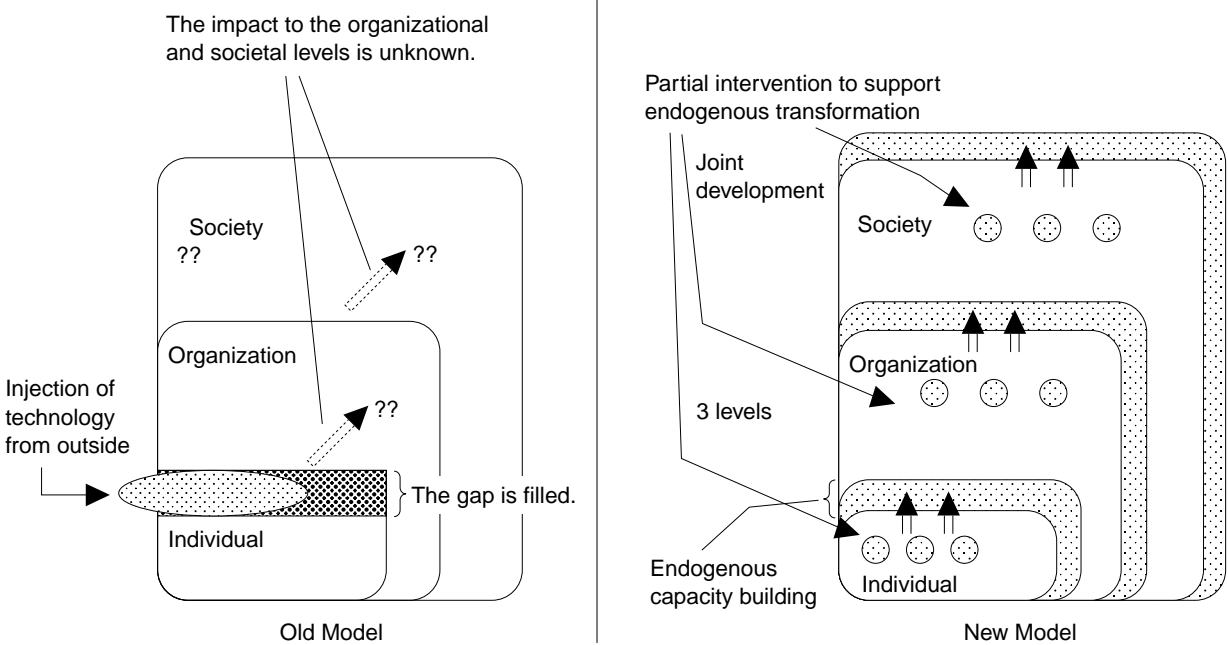 The impact to the organizational
and societal levels is unknown.
Society
??
??
Organization
??
Injection of
technology
from outside
The gap is filled.
Individual
Old Model
Partial intervention to support
endogenous transformation
Joint
development
Society
Organization
3 levels
Endogenous
capacity building
Individual
New Model